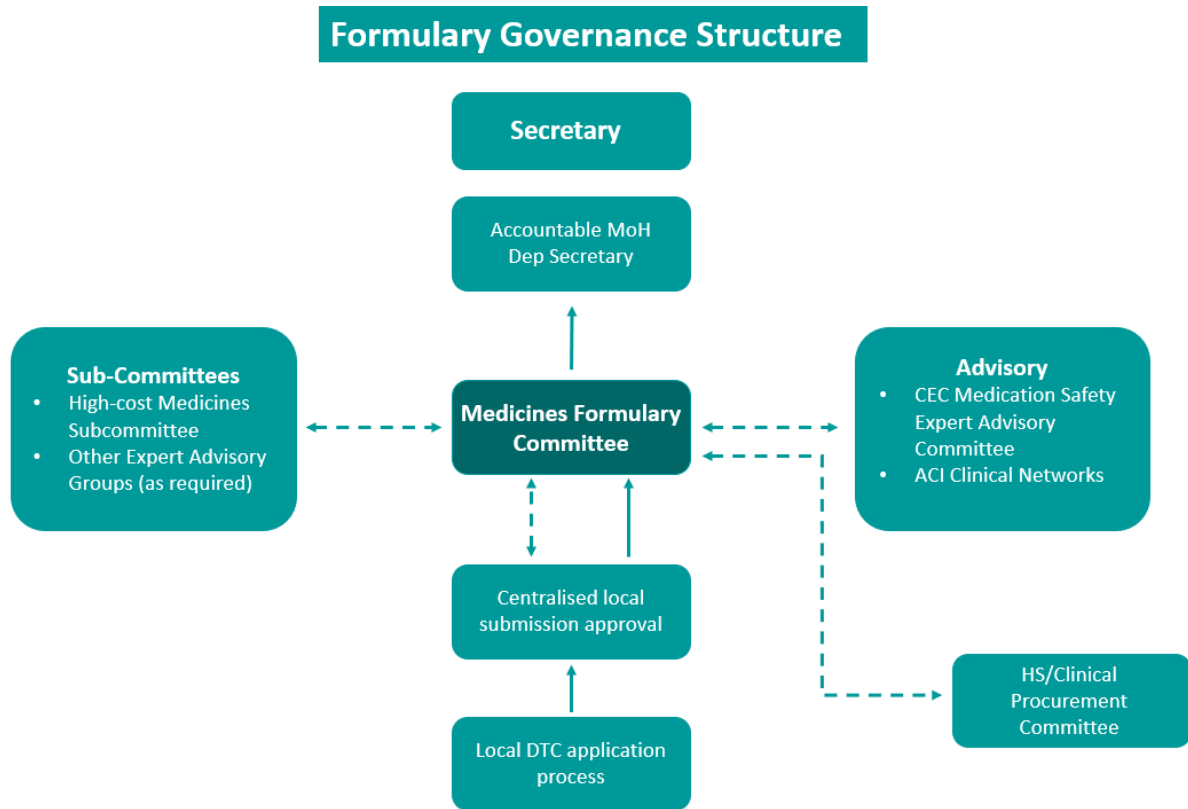 Formulary Governance Structure
Secretary
Accountable MoH
Dep Secretary
Sub-Committees
• High-cost Medicines
Subcommittee
• Other Expert Advisory
Groups (as required)
Medicines Formulary
Committee
Advisory
• CEC Medication Safety
Expert Advisory
Committee
• ACI Clinical Networks
Centralised local
submission approval
HS/Clinical
Procurement
Committee
Local DTC application
process